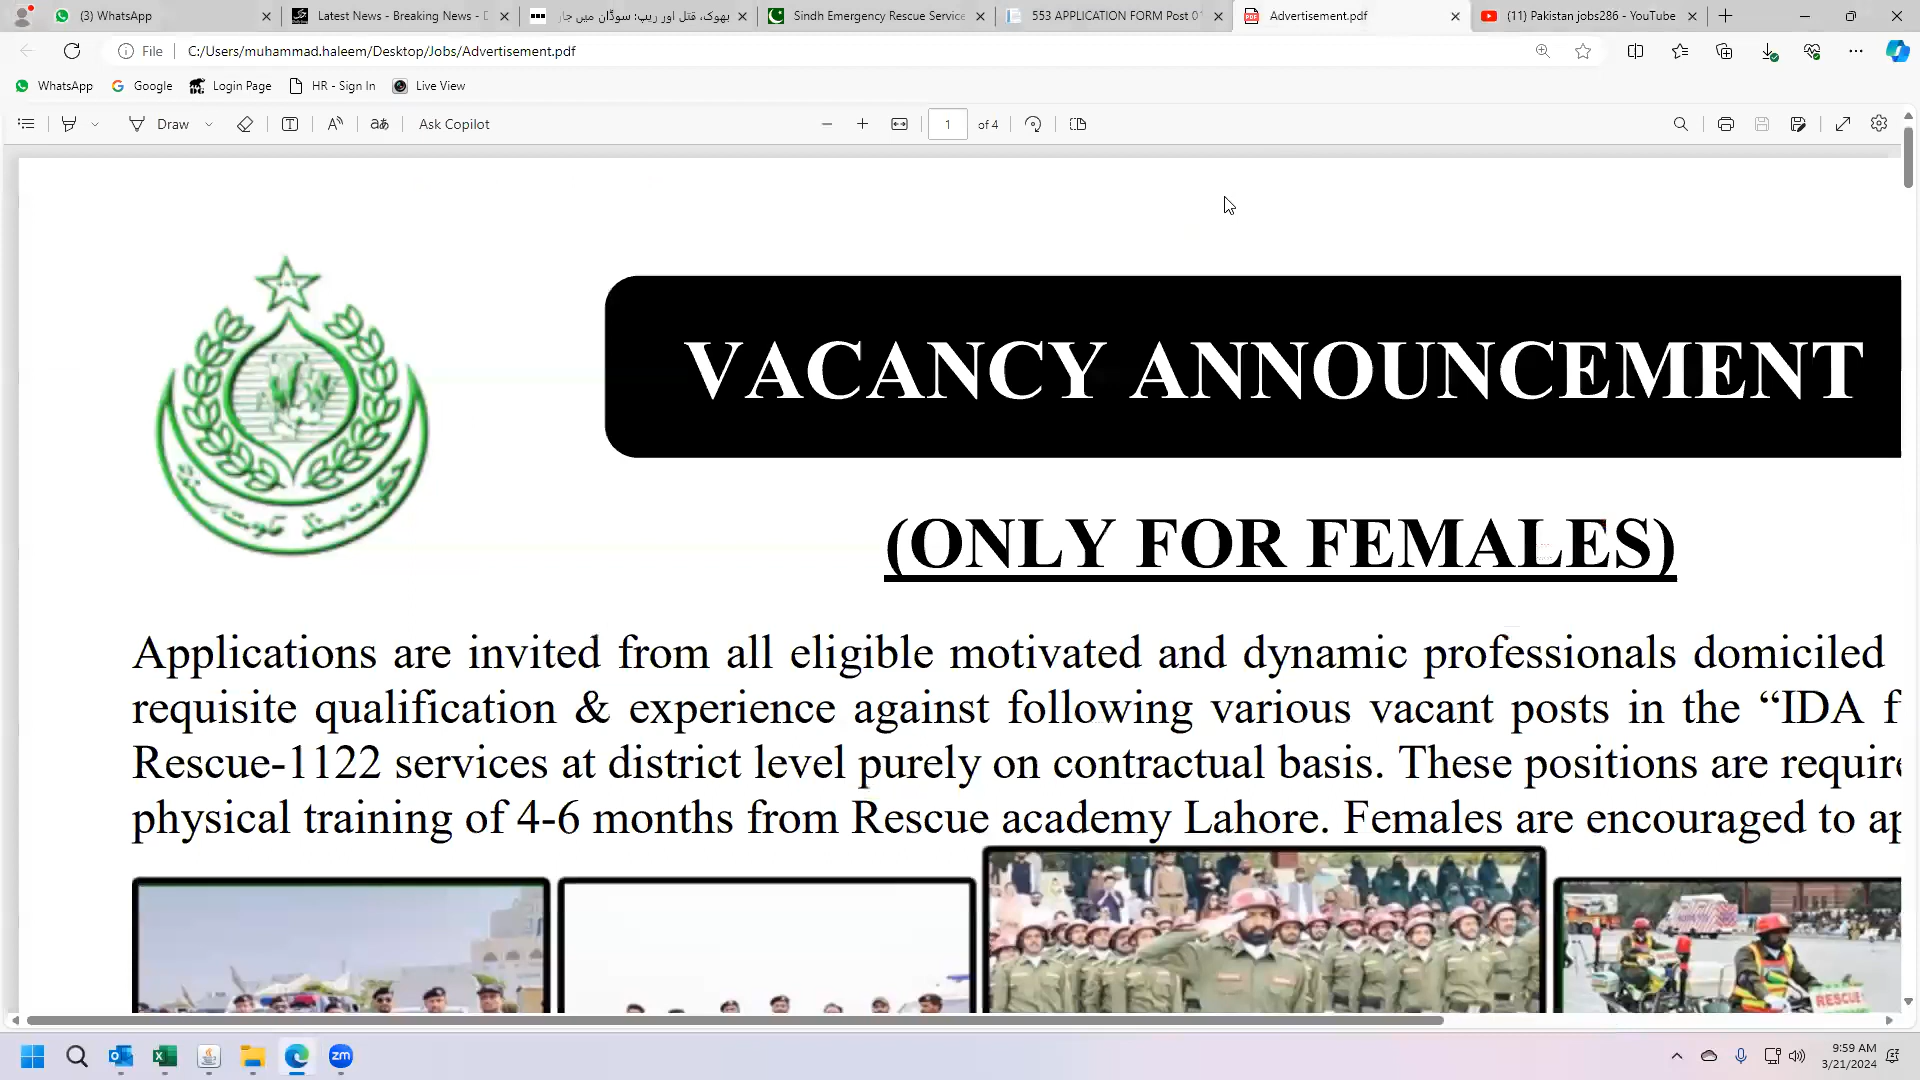 (3) WhatsApp
Latest News - Breaking News - D
بھوک، قتل اور ریپ: سوڈان میں جار
Sindh Emergency Rescue Service
553 APPLICATION FORM Post 01
Advertisement.pdf
(11) Pakistan jobs286 - YouTube
File
C:/Users/muhammad.haleem/Desktop/Jobs/Advertisement.pdf
WhatsApp
Google
Login Page
HR - Sign In
Live View
Draw
Ask Copilot
1 of 4
VACANCY ANNOUNCEMENT
(ONLY FOR FEMALES)
Applications are invited from all eligible motivated and dynamic professionals domiciled
requisite qualification & experience against following various vacant posts in the “IDA f
Rescue-1122 services at district level purely on contractual basis. These positions are require
physical training of 4-6 months from Rescue academy Lahore. Females are encouraged to ap
RESCUE
zm
9:59 AM
3/21/2024